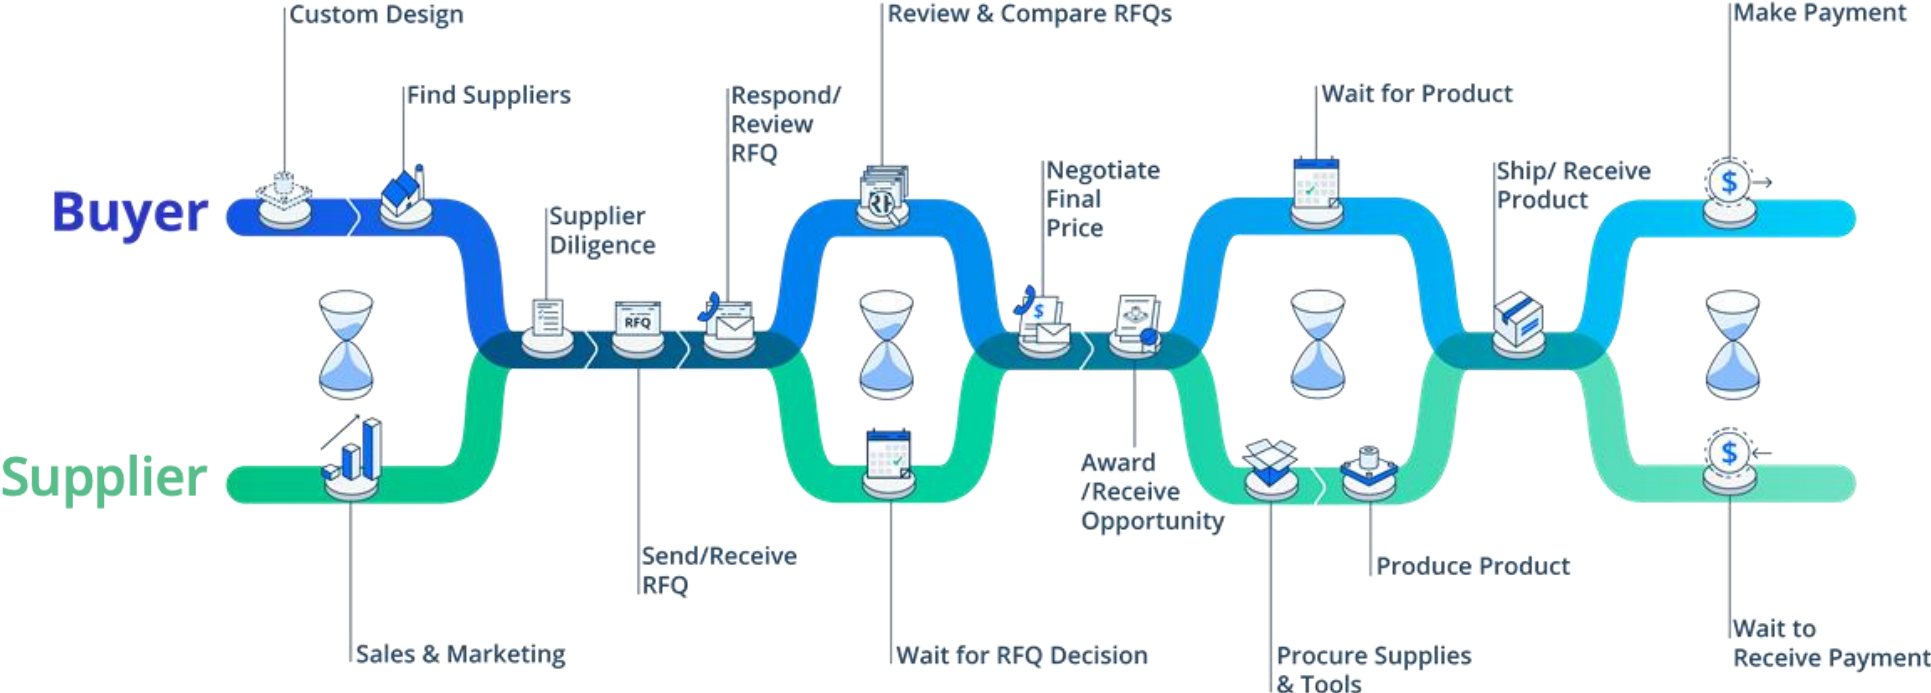 Custom Design
Find Suppliers
Respond/
Review
RFQ
Review & Compare RFQs
Wait for Product
Make Payment
Negotiate
Final
Price
Ship/ Receive
Product
Buyer
Supplier
Diligence
RFQ
RF
$
$
Supplier
$
Award
/Receive
Opportunity
Send/Receive
RFQ
Produce Product
Sales & Marketing
Wait for RFQ Decision
Procure Supplies
& Tools
Wait to
Receive Payment